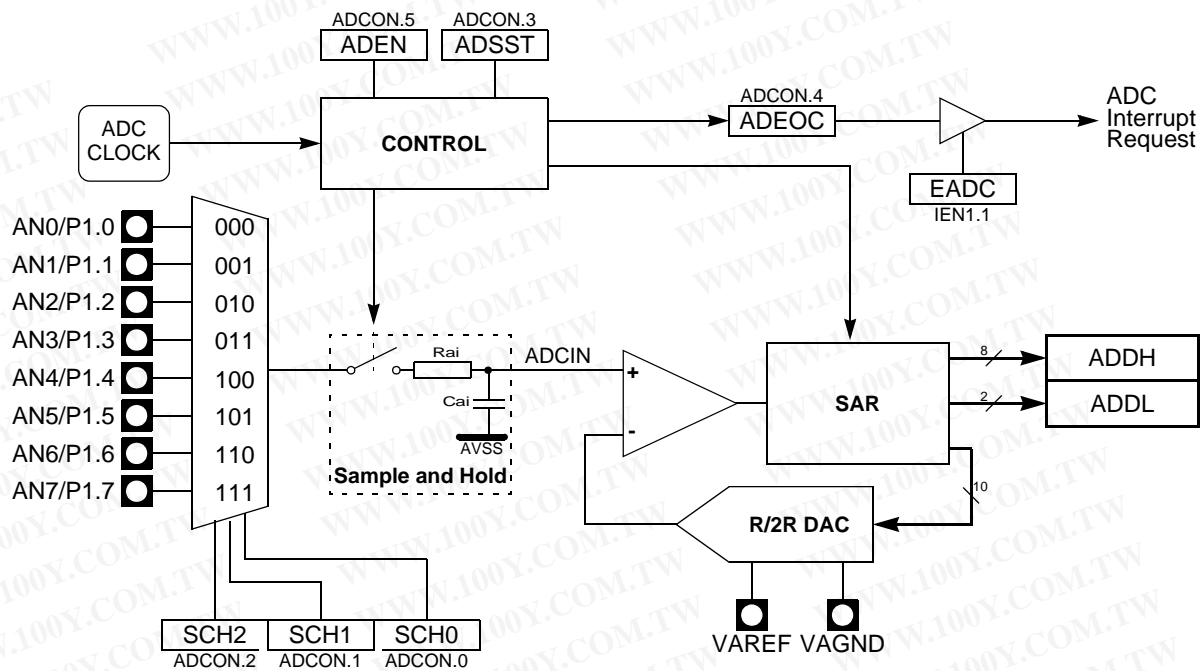 ADCON.5
ADEN
ADCON.3
ADSST
ADC
CLOCK
CONTROL
ADCON.4
ADEOC
ADC
Interrupt
Request
EADC
IEN1.1
AN0/P1.0
000
AN1/P1.1
001
AN2/P1.2
010
AN3/P1.3
011
AN4/P1.4
100
AN5/P1.5
101
AN6/P1.6
110
AN7/P1.7
111
Rai
Cai
AVSS
Sample and Hold
ADCIN
+
-
SAR
8
ADDH
2
ADDL
10
R/2R DAC
VAREF
VAGND
SCH2
SCH1
SCH0
ADCON.2
ADCON.1
ADCON.0
WWW.100Y.COM.TW